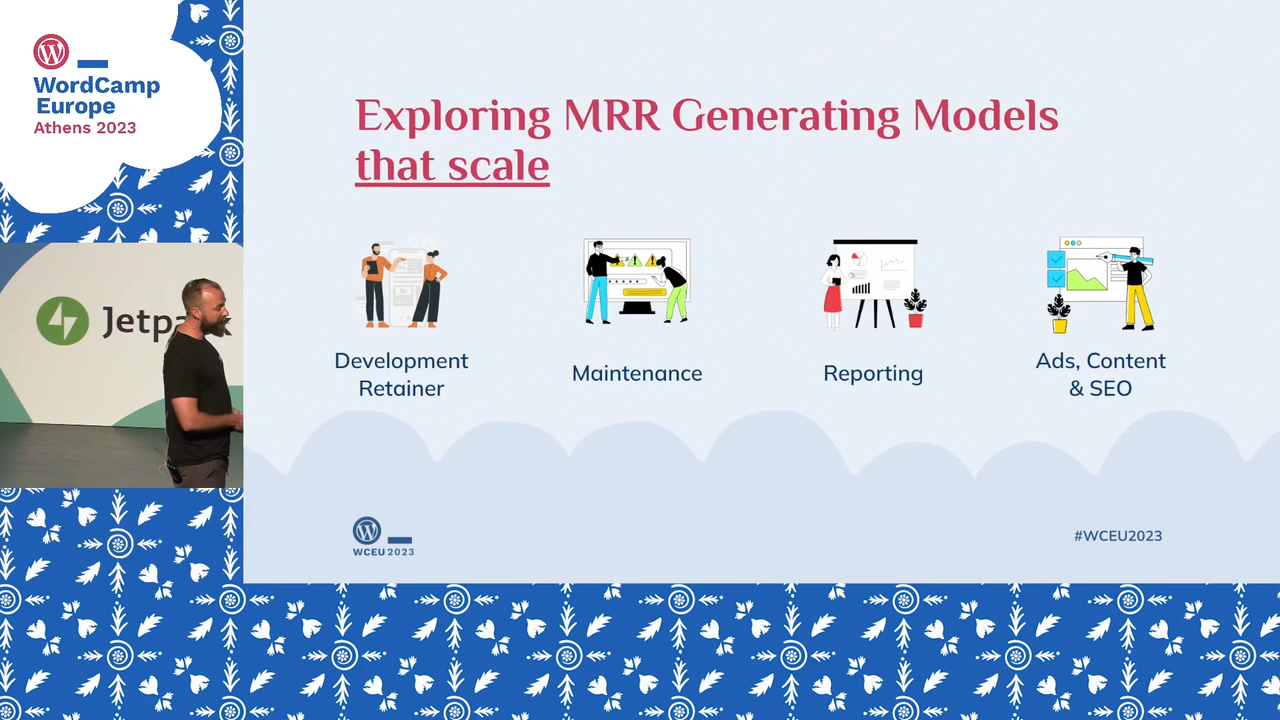 WordCamp
Europe
Athens 2023
Jetpack
Exploring MRR Generating Models
that scale
Development
Retainer
Maintenance
Reporting
Ads, Content
& SEO
WCEU 2023
#WCEU2023